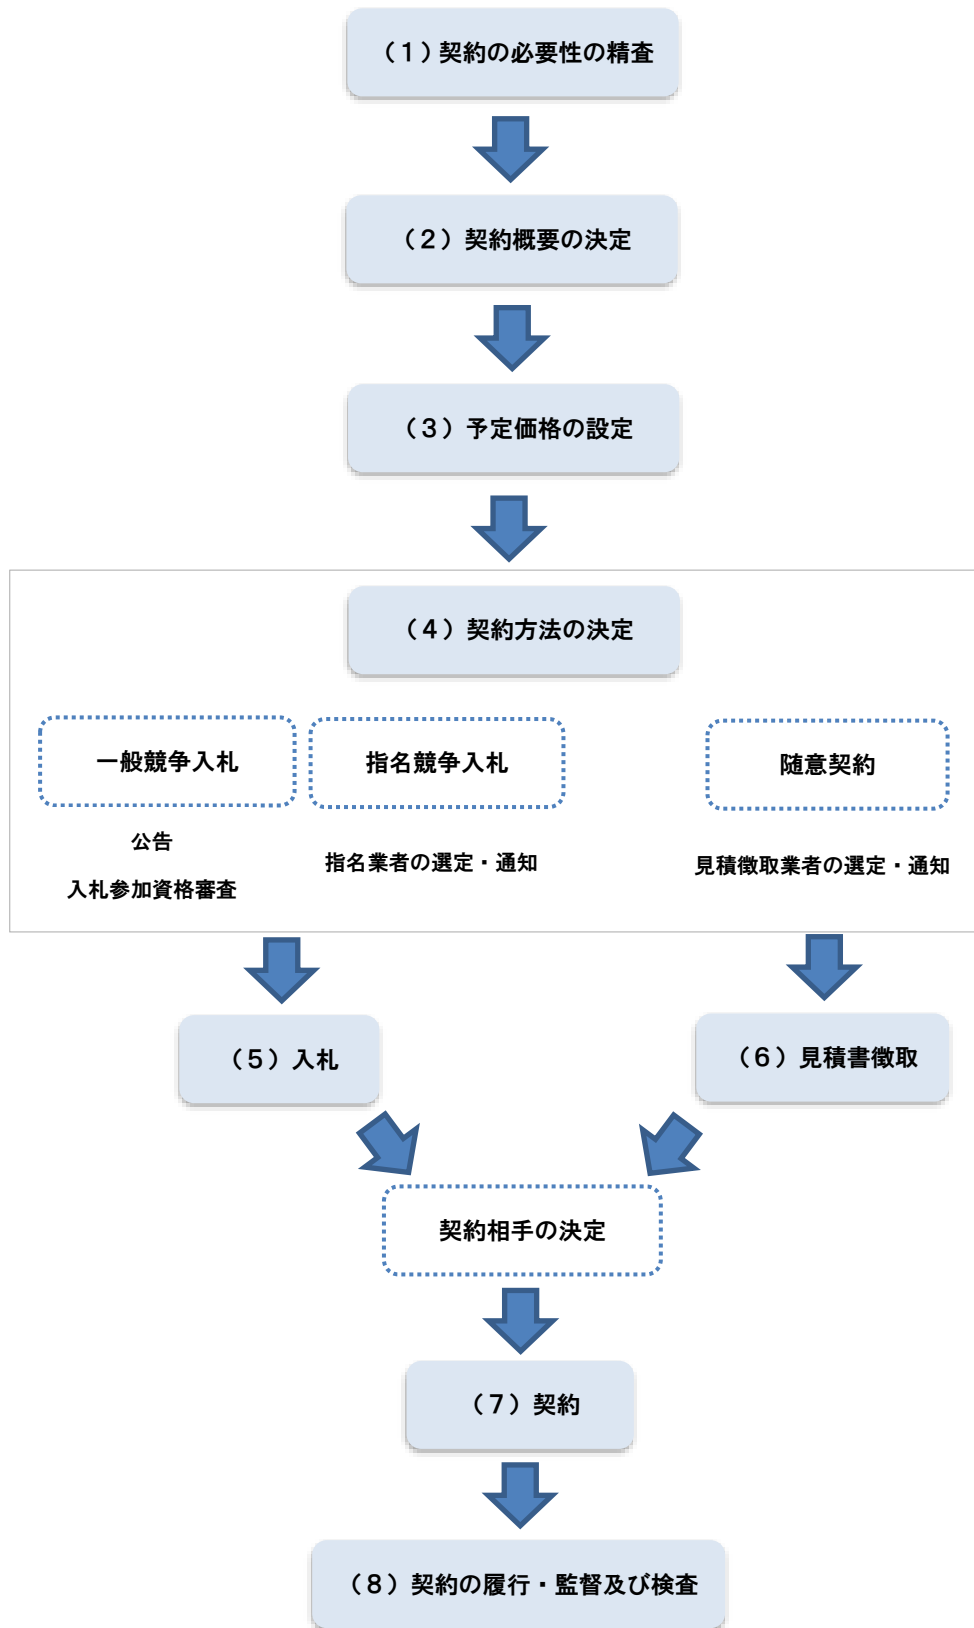 （１）契約の必要性の精査
（２）契約概要の決定
（３）予定価格の設定
（４）契約方法の決定
一般競争入札
公告
入札参加資格審査
指名競争入札
指名業者の選定・通知
随意契約
見積徴取業者の選定・通知
（５）入札
（６）見積書徴取
契約相手の決定
（７）契約
（８）契約の履行・監督及び検査